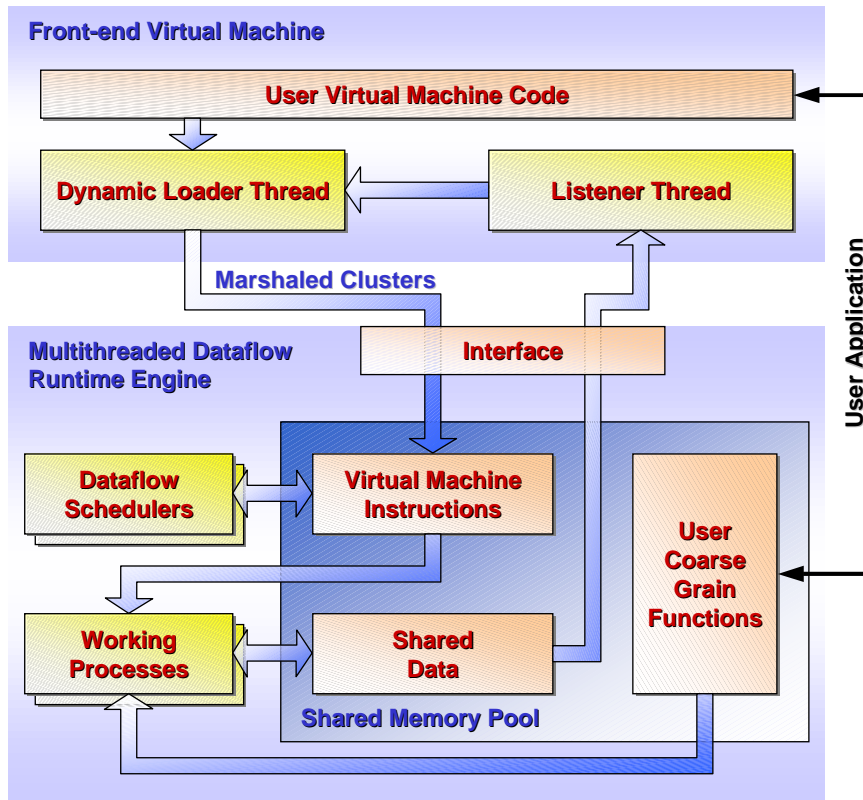 Front-end Virtual Machine
User Virtual Machine Code
Dynamic Loader Thread
Listener Thread
Marshaled Clusters
User Application
Interface
Multithreaded Dataflow
Runtime Engine
Dataflow
Schedulers
Virtual Machine
Instructions
User
Coarse
Grain
Functions
Working
Processes
Shared
Data
Shared Memory Pool